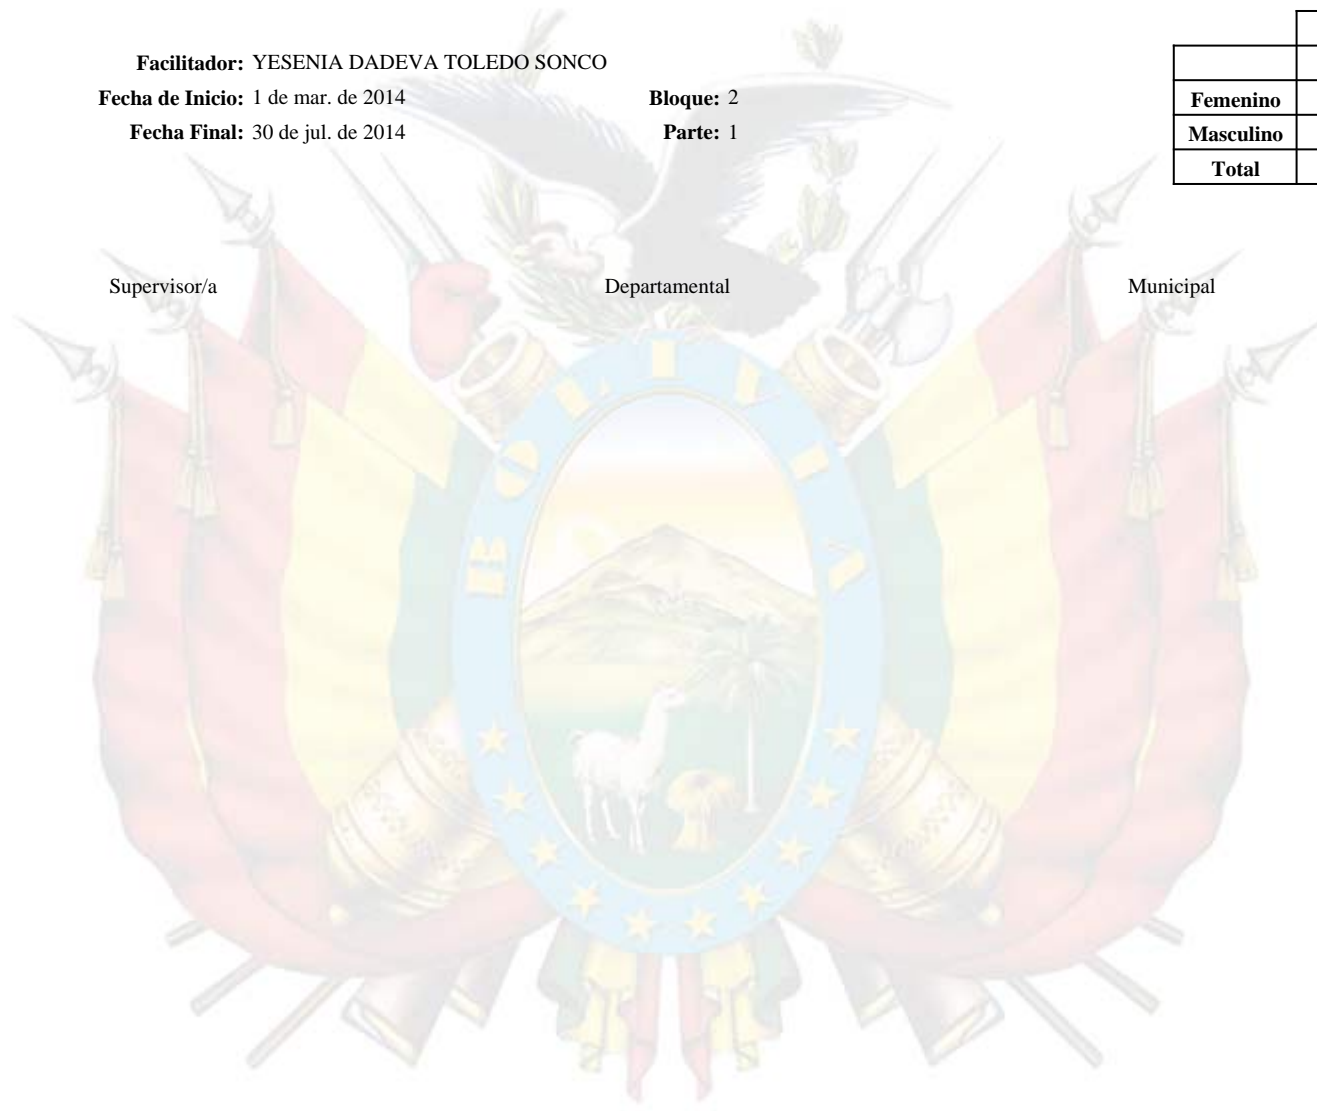 Facilitador: YESENIA DADEVA TOLEDO SONCO
Fecha de Inicio: 1 de mar. de 2014 Bloque: 2
Fecha Final: 30 de jul. de 2014 Parte: 1
Femenino
Masculino
Total
Supervisor/a Departamental Municipal
BOLIVIA